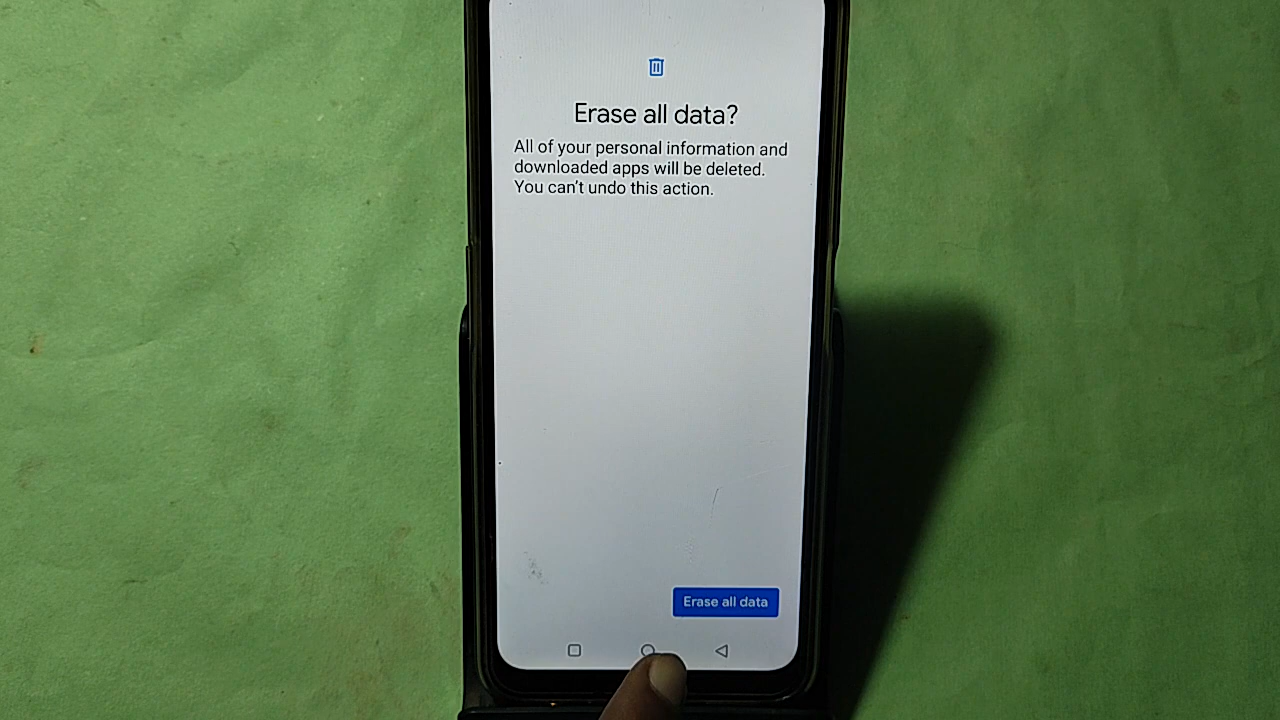 Erase all data?
All of your personal information and
downloaded apps will be deleted.
You can't undo this action.
Erase all data